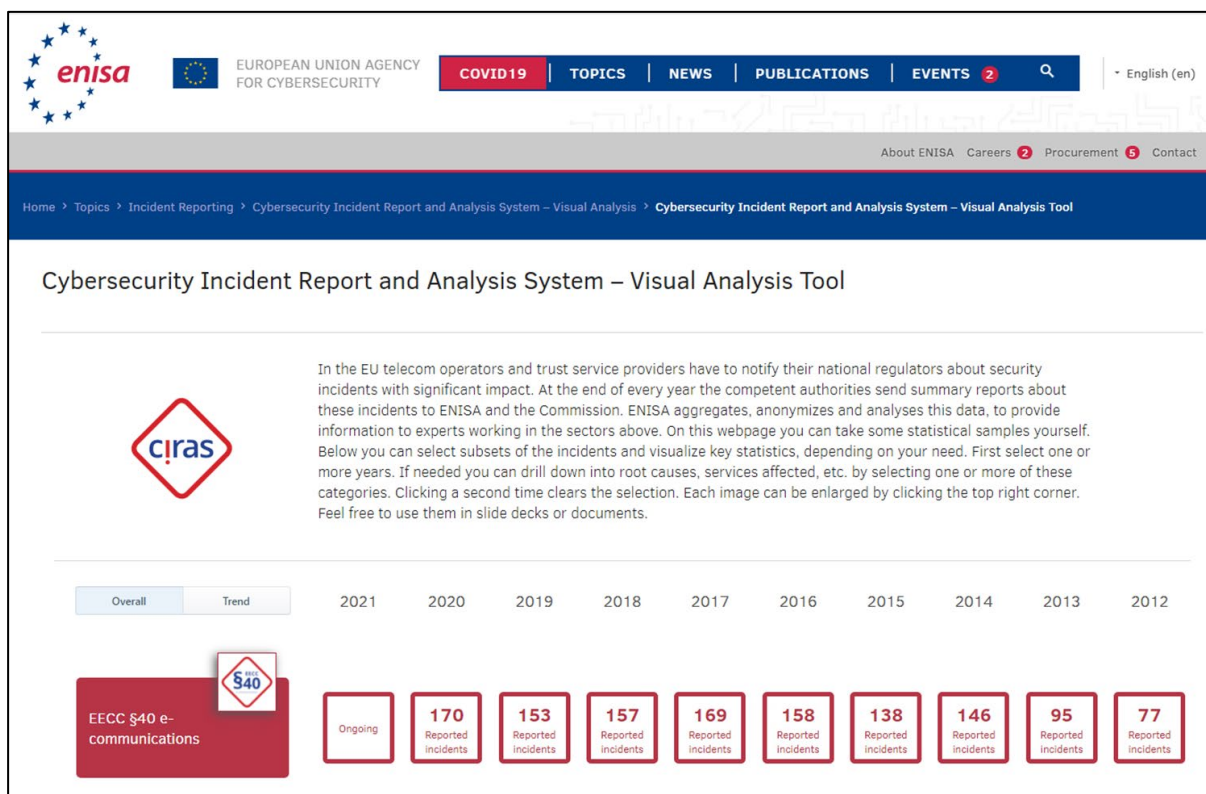 enisa
EUROPEAN UNION AGENCY
FOR CYBERSECURITY
COVID19 | TOPICS | NEWS | PUBLICATIONS | EVENTS 2
English (en)
About ENISA Careers 2 Procurement 5 Contact
Home > Topics > Incident Reporting > Cybersecurity Incident Report and Analysis System – Visual Analysis > Cybersecurity Incident Report and Analysis System – Visual Analysis Tool
Cybersecurity Incident Report and Analysis System – Visual Analysis Tool
ciras
In the EU telecom operators and trust service providers have to notify their national regulators about security
incidents with significant impact. At the end of every year the competent authorities send summary reports about
these incidents to ENISA and the Commission. ENISA aggregates, anonymizes and analyses this data, to provide
information to experts working in the sectors above. On this webpage you can take some statistical samples yourself.
Below you can select subsets of the incidents and visualize key statistics, depending on your need. First select one or
more years. If needed you can drill down into root causes, services affected, etc. by selecting one or more of these
categories. Clicking a second time clears the selection. Each image can be enlarged by clicking the top right corner.
Feel free to use them in slide decks or documents.
Overall Trend 2021 2020 2019 2018 2017 2016 2015 2014 2013 2012
EECC
§40
EECC §40 e-
communications
Ongoing
170
Reported
incidents
153
Reported
incidents
157
Reported
incidents
169
Reported
incidents
158
Reported
incidents
138
Reported
incidents
146
Reported
incidents
95
Reported
incidents
77
Reported
incidents